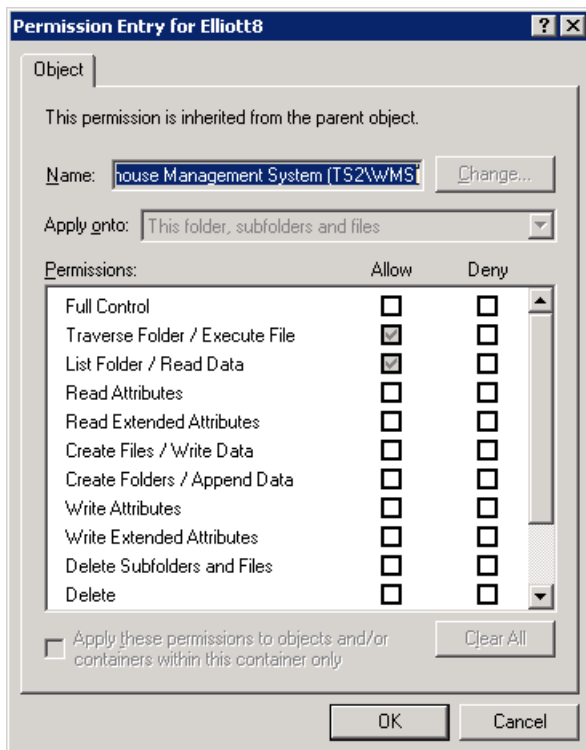 Permission Entry for Elliott8
Object
This permission is inherited from the parent object.
Name: house Management System (TS2\WMS Change...
Apply onto: This folder, subfolders and files
Permissions: Allow Deny
Full Control
Traverse Folder / Execute File
List Folder / Read Data
Read Attributes
Read Extended Attributes
Create Files / Write Data
Create Folders / Append Data
Write Attributes
Write Extended Attributes
Delete Subfolders and Files
Delete
Apply these permissions to objects and/or Clear All
containers within this container only
OK Cancel